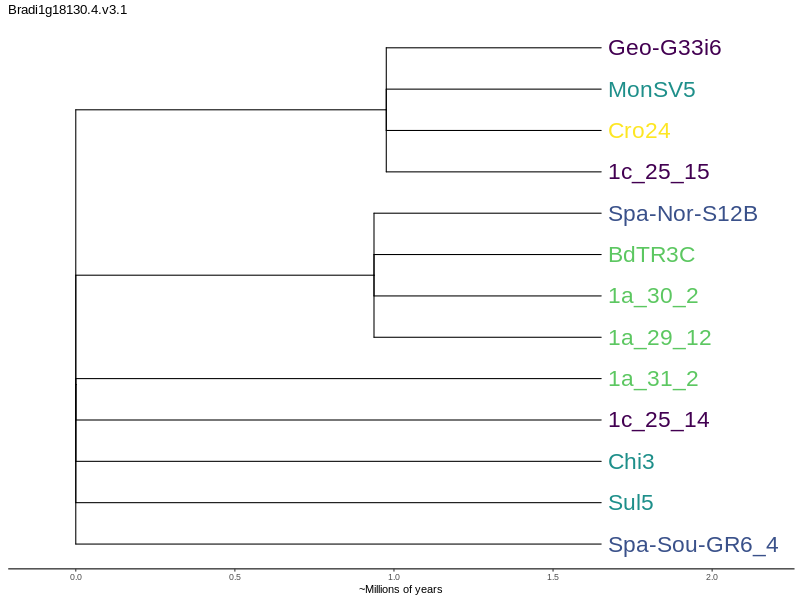 Bradi1g18130.4.v3.1
Geo-G33i6
MonSV5
Cro24
1c_25_15
Spa-Nor-S12B
BdTR3C
1a_30_2
1a_29_12
1a_31_2
1c_25_14
Chi3
Sul5
Spa-Sou-GR6_4
0.0 0.5 1.0 1.5 2.0
~Millions of years